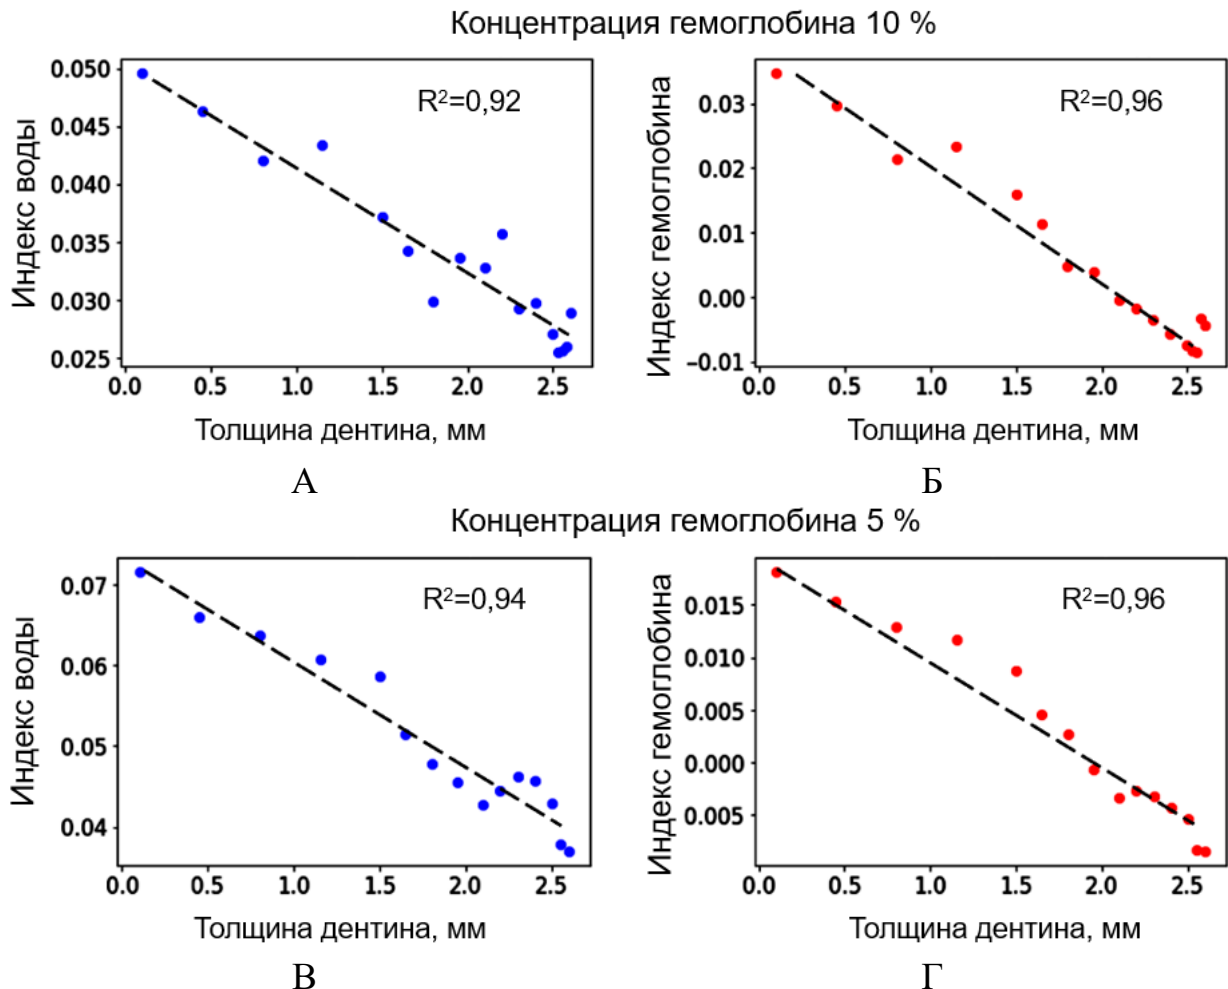 Концентрация гемоглобина 10 %
Индекс воды
0.050
0.045
0.040
0.035
0.030
0.025
R²=0,92
0.0 0.5 1.0 1.5 2.0 2.5
Толщина дентина, мм
А
Индекс гемоглобина
0.03
0.02
0.01
0.00
−0.01
R²=0,96
0.0 0.5 1.0 1.5 2.0 2.5
Толщина дентина, мм
Б
Концентрация гемоглобина 5 %
Индекс воды
0.07
0.06
0.05
0.04
R²=0,94
0.0 0.5 1.0 1.5 2.0 2.5
Толщина дентина, мм
В
Индекс гемоглобина
0.015
0.010
0.005
0.000
0.005
R²=0,96
0.0 0.5 1.0 1.5 2.0 2.5
Толщина дентина, мм
Г